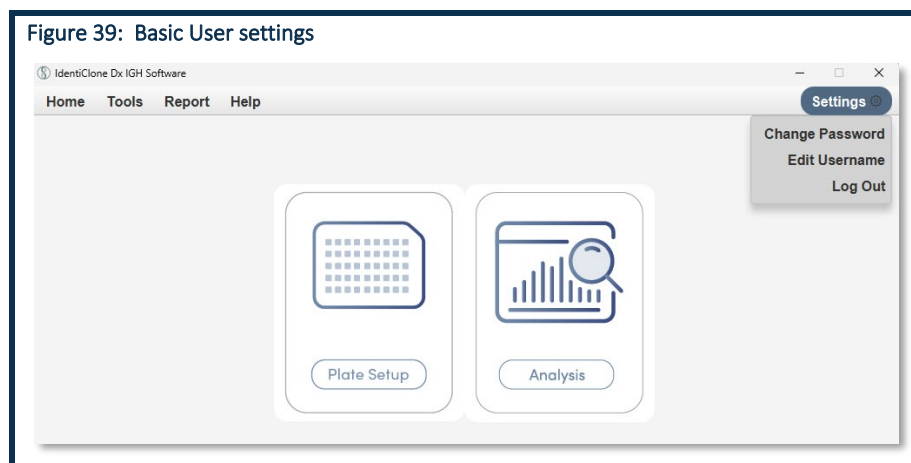 Figure 39: Basic User settings
IdentiClone Dx IGH Software
Home Tools Report Help Settings
Change Password
Edit Username
Log Out
Plate Setup Analysis